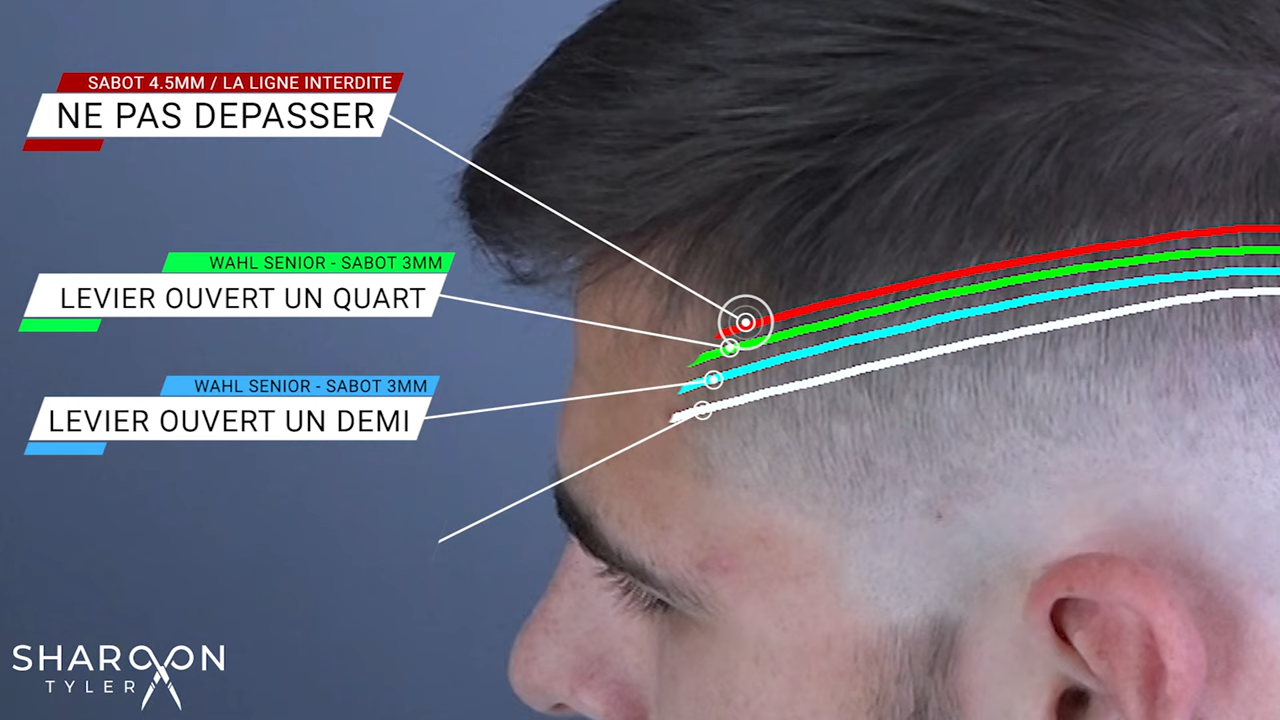 SABOT 4.5MM / LA LIGNE INTERDITE
NE PAS DEPASSER
WAHL SENIOR - SABOT 3MM
LEVIER OUVERT UN QUART
WAHL SENIOR - SABOT 3MM
LEVIER OUVERT UN DEMI
SHAROON
TYLER